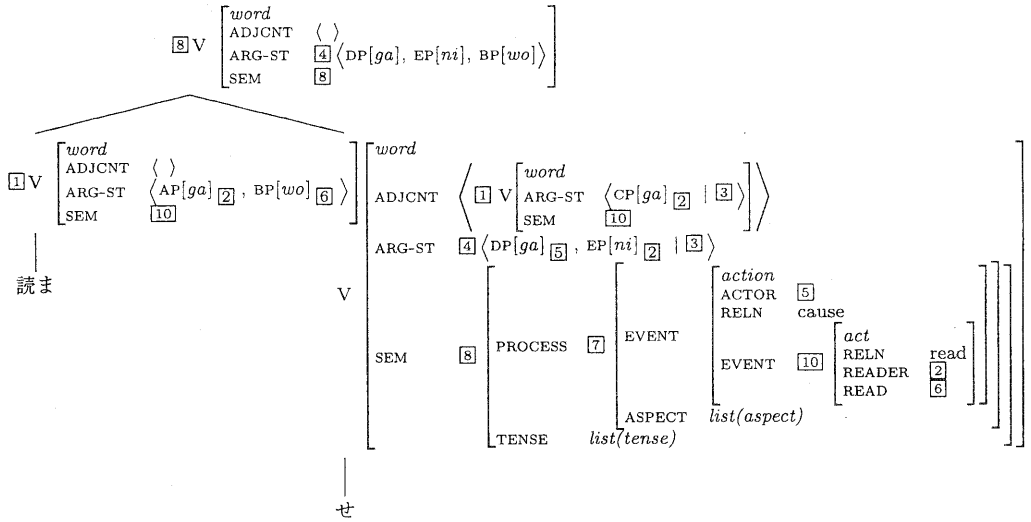 [8] V [word
ADJCNT ⟨ ⟩
ARG-ST [4] ⟨DP[ga], EP[ni], BP[wo]⟩
SEM [8]]
[1] V [word
ADJCNT ⟨ ⟩
ARG-ST ⟨AP[ga] [2] , BP[wo] [6] ⟩
SEM [10]]
読ま
V [word
ADJCNT ⟨ [1] V [word
ARG-ST ⟨CP[ga] [2] | [3] ⟩
SEM [10]] ⟩
ARG-ST [4] ⟨DP[ga] [5] , EP[ni] [2] | [3] ⟩
SEM [8] [PROCESS [7] [EVENT [action
ACTOR [5]
RELN cause
EVENT [10] [act
RELN read
READER [2]
READ [6]]]
ASPECT list(aspect)]
TENSE list(tense)]]
せ